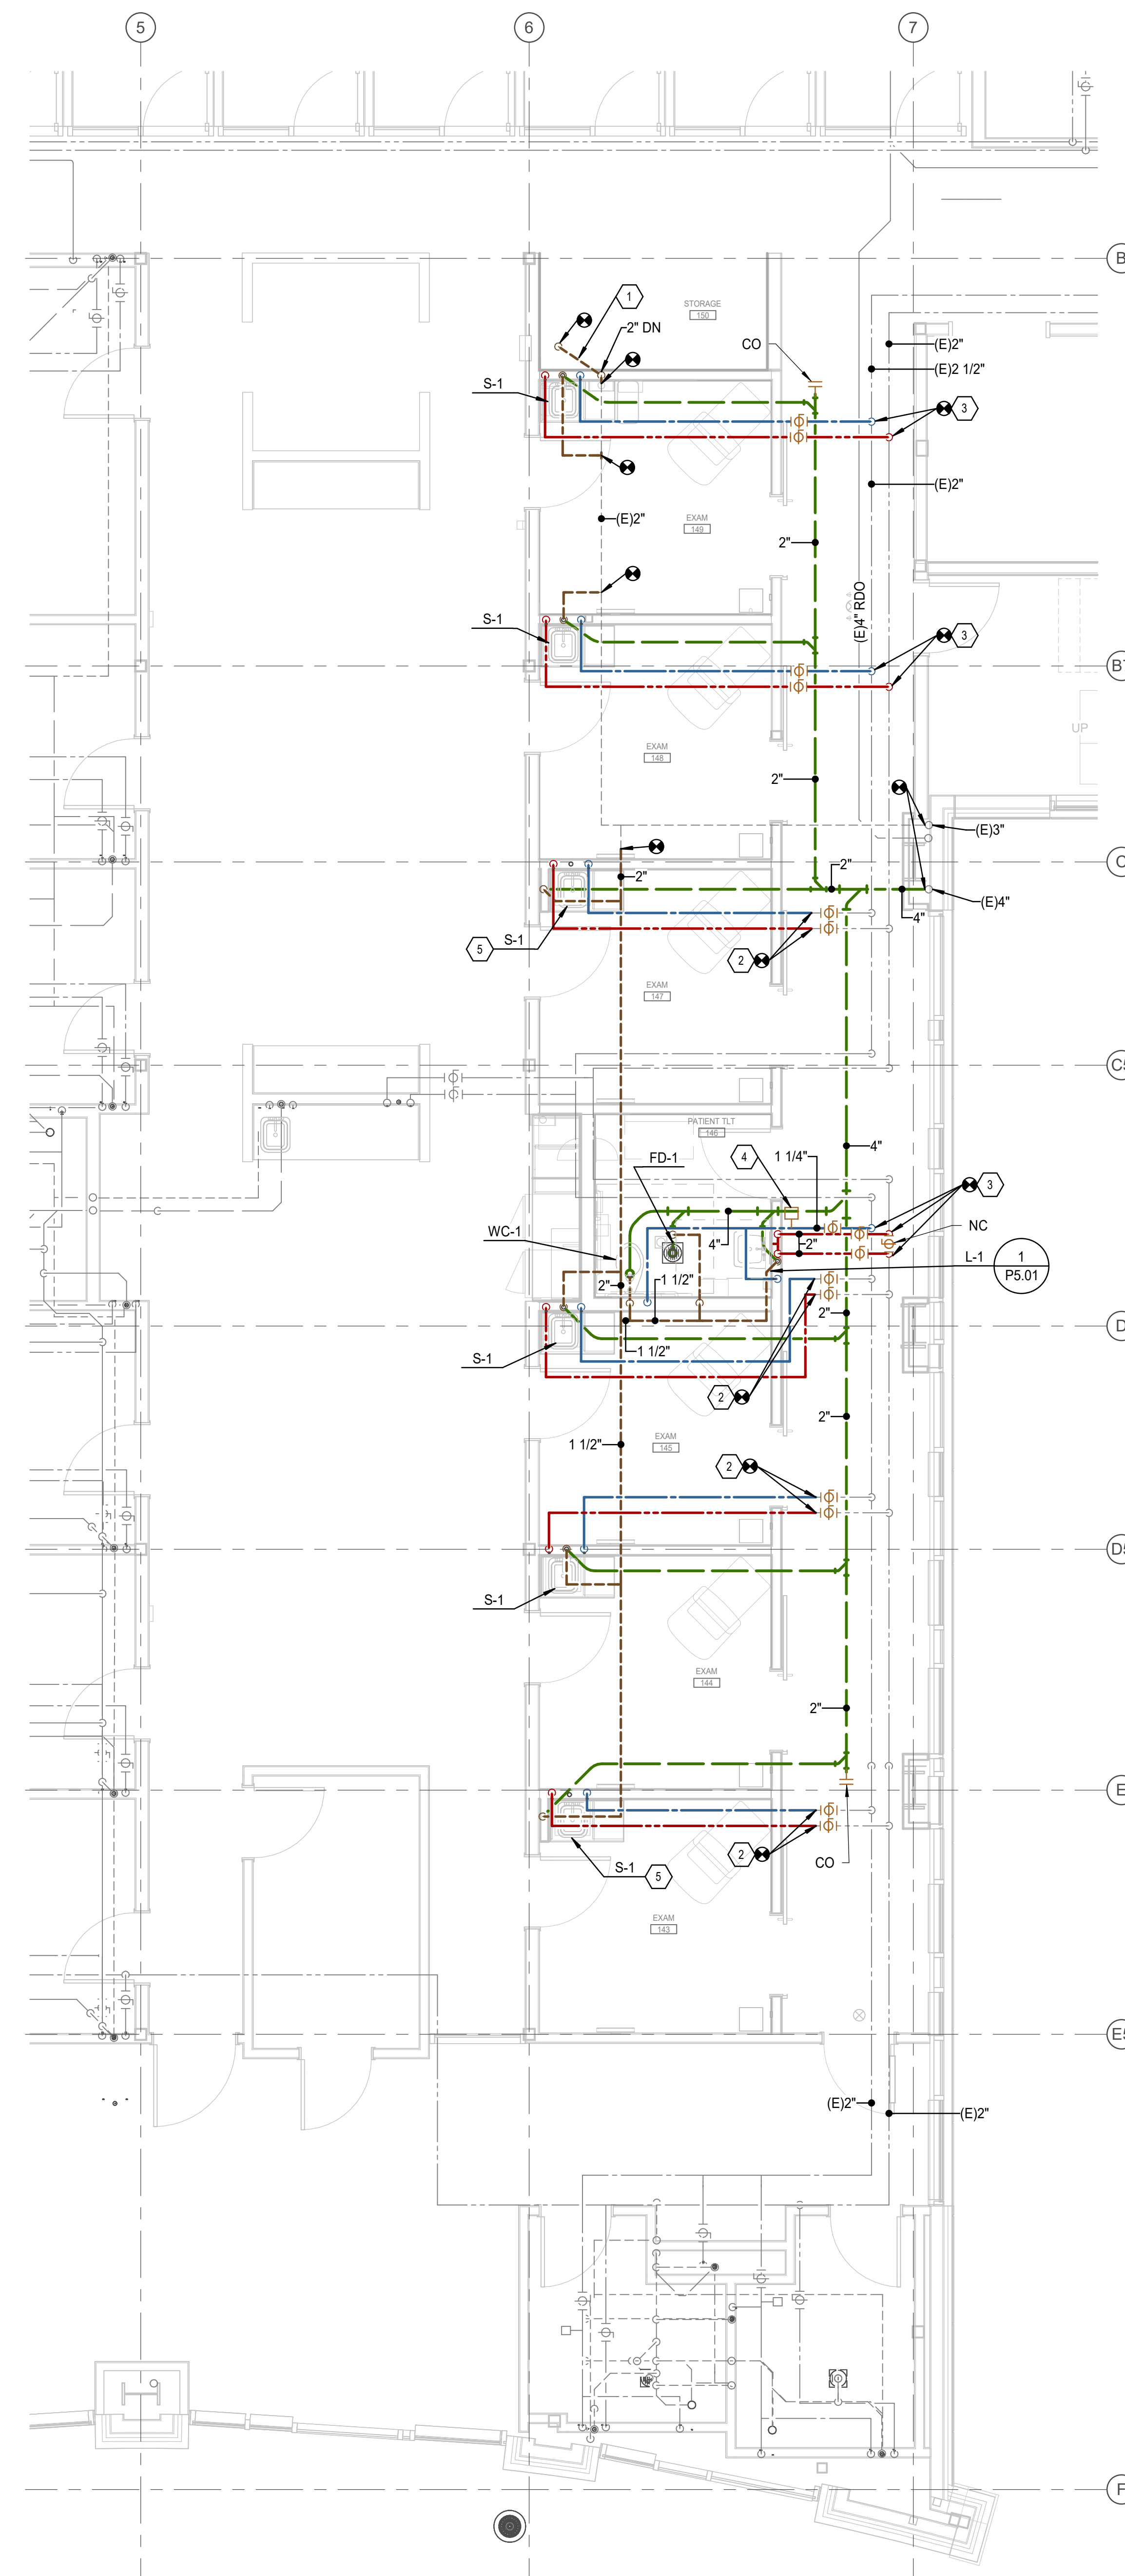 5
6
7
B
1
STORAGE
150
2" DN
(E)2"
CO
(E)2 1/2"
S-1
3
(E)2"
(E)2"
EXAM
149
2"
(E)4" RDO
S-1
3
UP
EXAM
148
2"
(E)3"
C
2"
2"
(E)4"
4"
5
S-1
2
EXAM
147
PATIENT TLT
146
4"
FD-1
4
1 1/4"
3
WC-1
NC
4"
2"
L-1
1
P5.01
2"
1 1/2"
2"
D
1 1/2"
S-1
2
2"
EXAM
145
1 1/2"
2
S-1
EXAM
144
2"
E
2
CO
S-1
5
EXAM
143
(E)2"
(E)2"
F